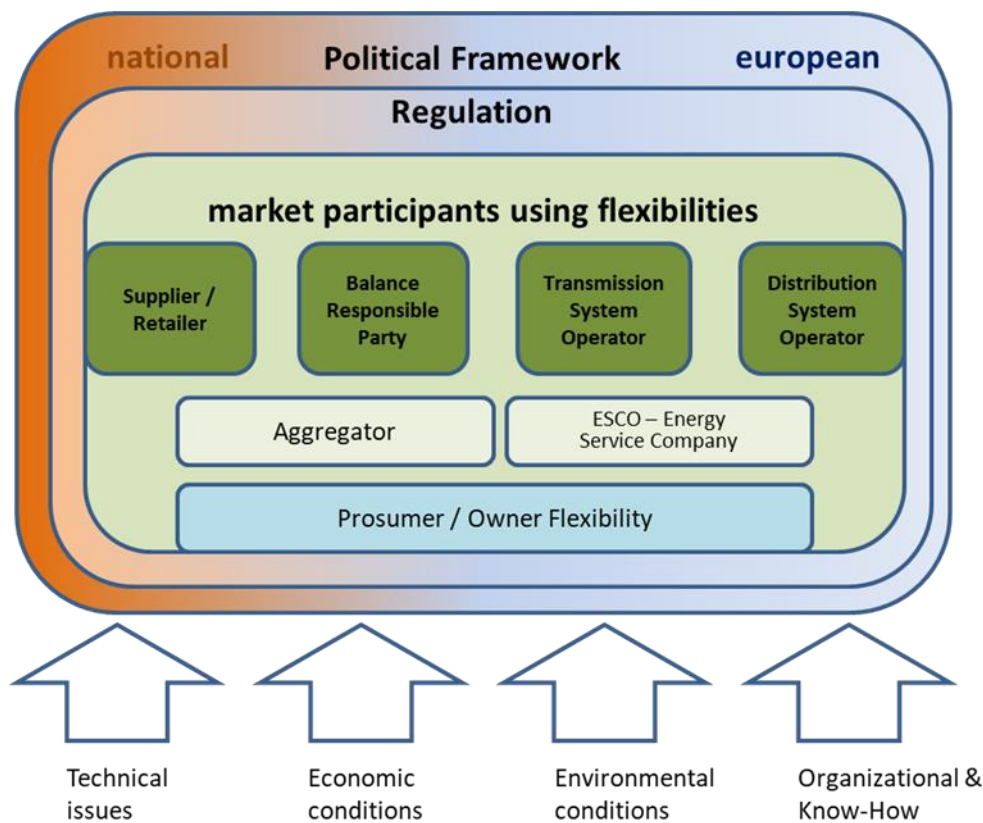 national Political Framework european
Regulation
market participants using flexibilities
Supplier /
Retailer
Balance
Responsible
Party
Transmission
System
Operator
Distribution
System
Operator
Aggregator
ESCO – Energy
Service Company
Prosumer / Owner Flexibility
Technical
issues
Economic
conditions
Environmental
conditions
Organizational &
Know-How